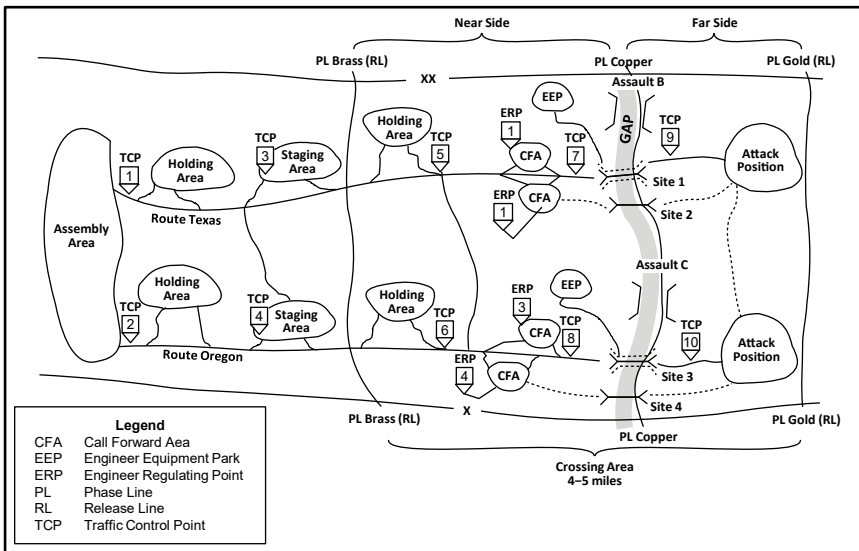 Near Side
Far Side
PL Brass (RL)
PL Copper
PL Gold (RL)
XX
Assault B
EEP
GAP
Holding
Area
ERP
1
CFA
TCP
7
TCP
9
TCP
5
TCP
3
Staging
Area
Holding
Area
TCP
1
Attack
Position
Site 1
ERP
1
CFA
Site 2
Route Texas
Assembly
Area
Assault C
EEP
Holding
Area
Holding
Area
ERP
3
TCP
2
TCP
4
Staging
Area
TCP
6
CFA
TCP
8
TCP
10
Attack
Position
Route Oregon
ERP
4
CFA
Site 3
Site 4
PL Brass (RL)
X
PL Copper
PL Gold (RL)
Crossing Area
4–5 miles
Legend
CFA Call Forward Aea
EEP Engineer Equipment Park
ERP Engineer Regulating Point
PL Phase Line
RL Release Line
TCP Traffic Control Point